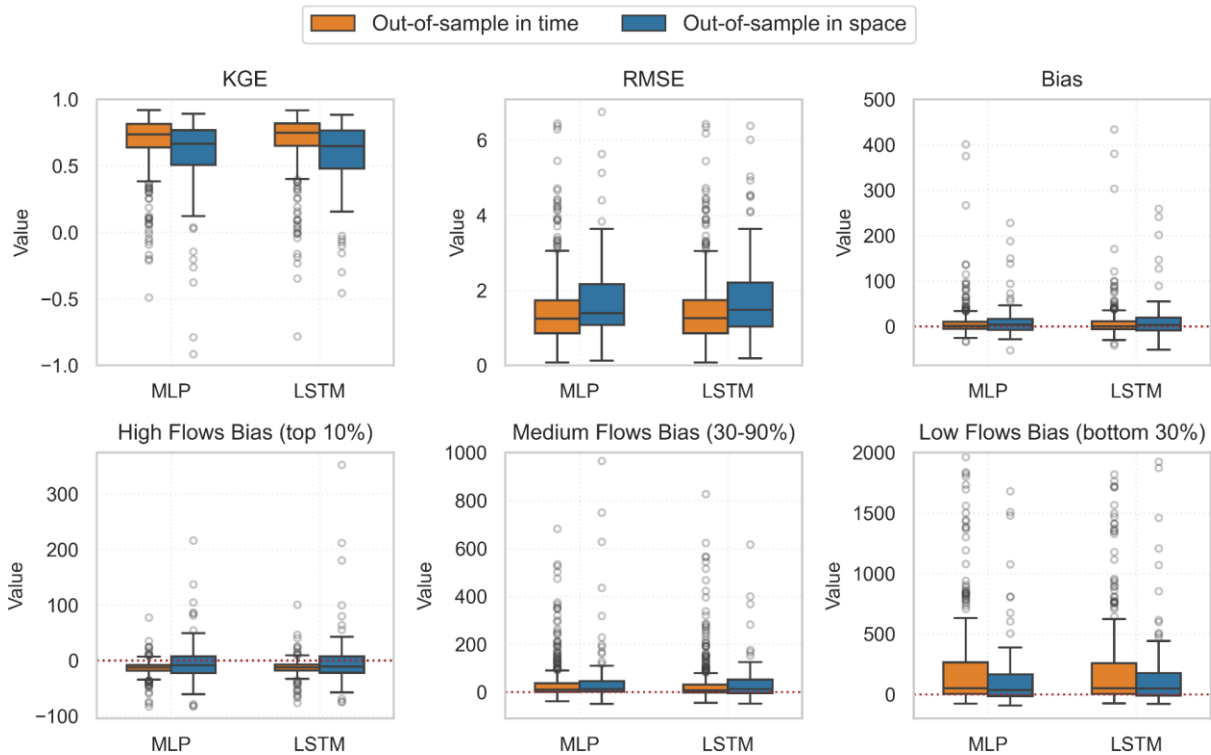 Out-of-sample in time Out-of-sample in space
KGE
Value
1.0
0.5
0.0
−0.5
−1.0
MLP LSTM
RMSE
Value
6
4
2
0
MLP LSTM
Bias
Value
500
400
300
200
100
0
MLP LSTM
High Flows Bias (top 10%)
Value
300
200
100
0
−100
MLP LSTM
Medium Flows Bias (30-90%)
Value
1000
800
600
400
200
0
MLP LSTM
Low Flows Bias (bottom 30%)
Value
2000
1500
1000
500
0
MLP LSTM